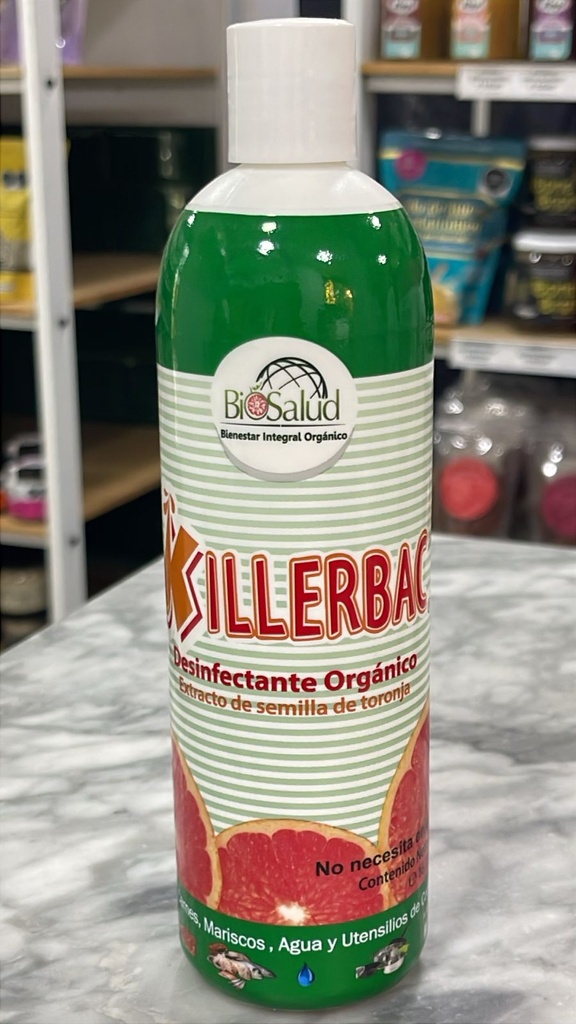 BioSalud
Bienestar Integral Orgánico
KILLERBAC
Desinfectante Orgánico
Extracto de semilla de toronja
No necesita
Contenido
Mariscos, Agua y Utensilios de